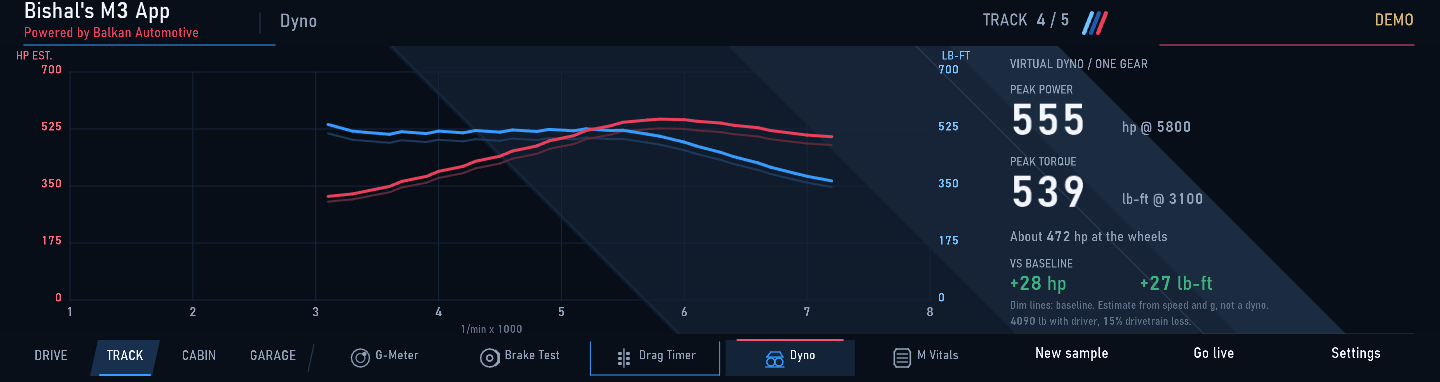 Bishal's M3 App
Powered by Balkan Automotive
Dyno
TRACK 4 / 5
DEMO
HP EST.
LB-FT
700
525
350
175
0
700
525
350
175
0
1 2 3 4 5 6 7 8
1/min x 1000
VIRTUAL DYNO / ONE GEAR
PEAK POWER
555 hp @ 5800
PEAK TORQUE
539 lb-ft @ 3100
About 472 hp at the wheels
VS BASELINE
+28 hp +27 lb-ft
Dim lines: baseline. Estimate from speed and g, not a dyno.
4090 lb with driver, 15% drivetrain loss.
DRIVE TRACK CABIN GARAGE G-Meter Brake Test Drag Timer Dyno M Vitals New sample Go live Settings